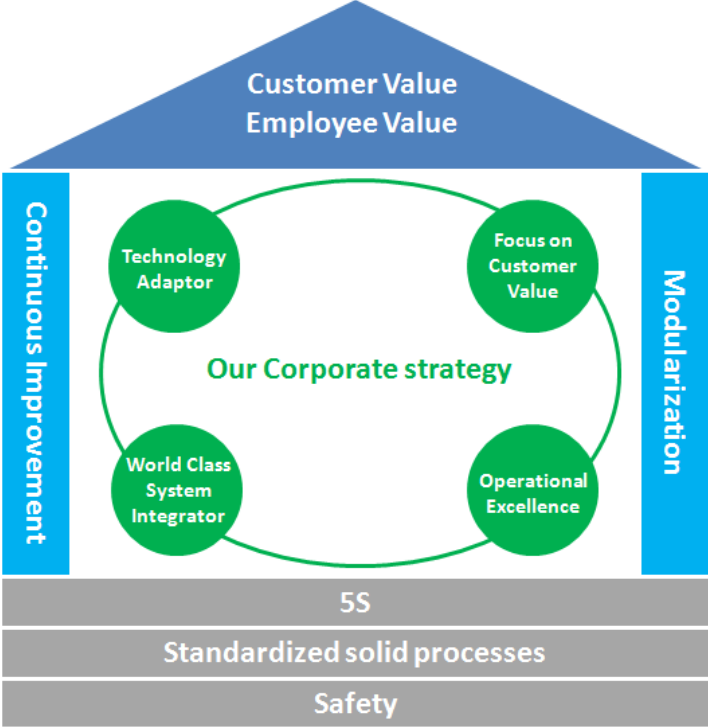 Customer Value
Employee Value
Continuous Improvement
Technology
Adaptor
Focus on
Customer
Value
Modularization
Our Corporate strategy
World Class
System
Integrator
Operational
Excellence
5S
Standardized solid processes
Safety